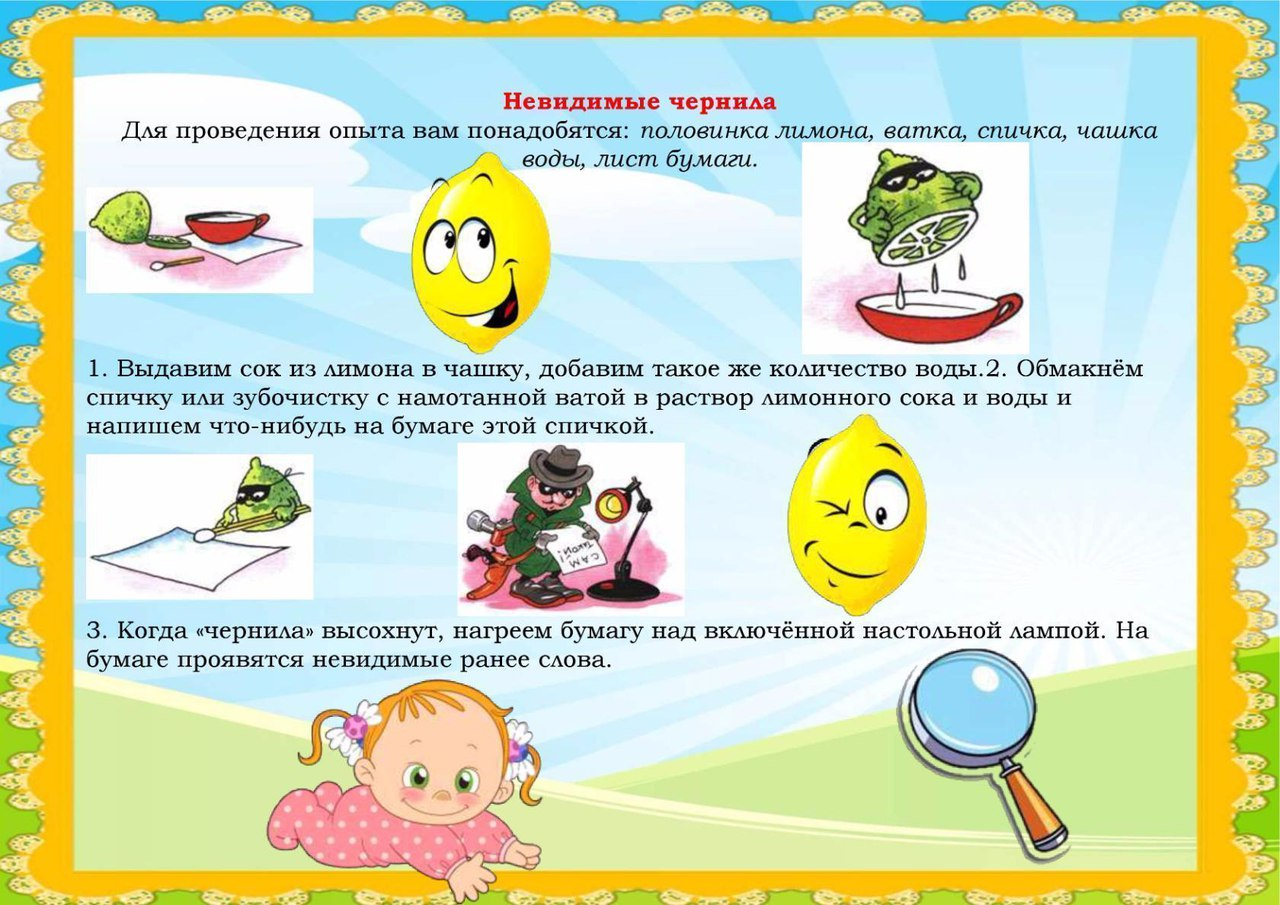 Невидимые чернила
Для проведения опыта вам понадобятся: половинка лимона, ватка, спичка, чашка
воды, лист бумаги.
1. Выдавим сок из лимона в чашку, добавим такое же количество воды.2. Обмакнём
спичку или зубочистку с намотанной ватой в раствор лимонного сока и воды и
напишем что-нибудь на бумаге этой спичкой.
САМ
ТАКОЙ!
3. Когда «чернила» высохнут, нагреем бумагу над включённой настольной лампой. На
бумаге проявятся невидимые ранее слова.